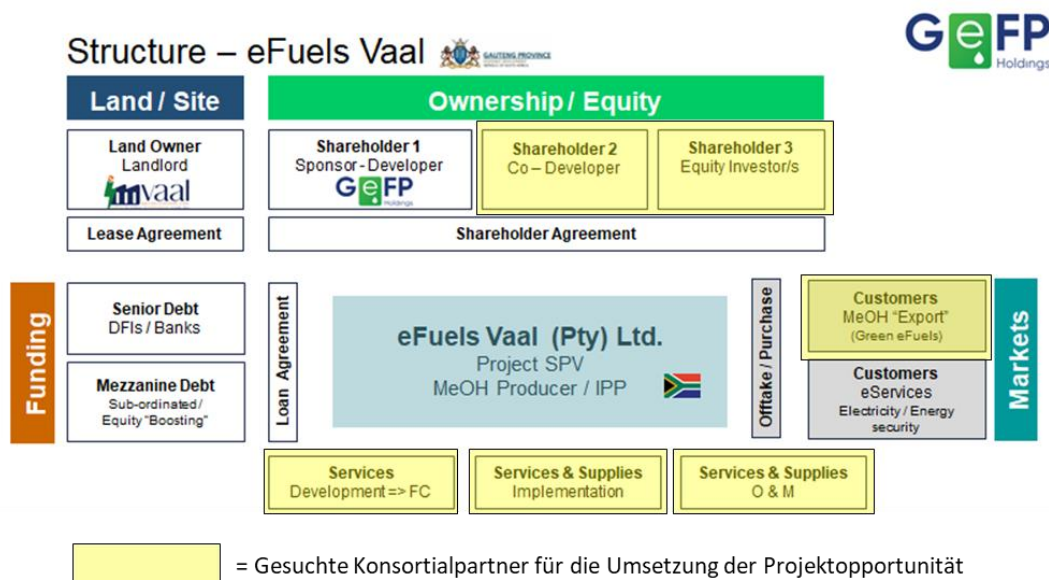 Structure – eFuels Vaal
GAUTENG PROVINCE
GeFP
Holdings
Land / Site
Ownership / Equity
Land Owner
Landlord
mvaal
Shareholder 1
Sponsor - Developer
GeFP
Holdings
Shareholder 2
Co – Developer
Shareholder 3
Equity Investor/s
Lease Agreement
Shareholder Agreement
Funding
Senior Debt
DFIs / Banks
Mezzanine Debt
Sub-ordinated /
Equity "Boosting"
Loan Agreement
eFuels Vaal (Pty) Ltd.
Project SPV
MeOH Producer / IPP
Offtake / Purchase
Customers
MeOH "Export"
(Green eFuels)
Customers
eServices
Electricity / Energy
security
Markets
Services
Development => FC
Services & Supplies
Implementation
Services & Supplies
O & M
= Gesuchte Konsortialpartner für die Umsetzung der Projektopportunität